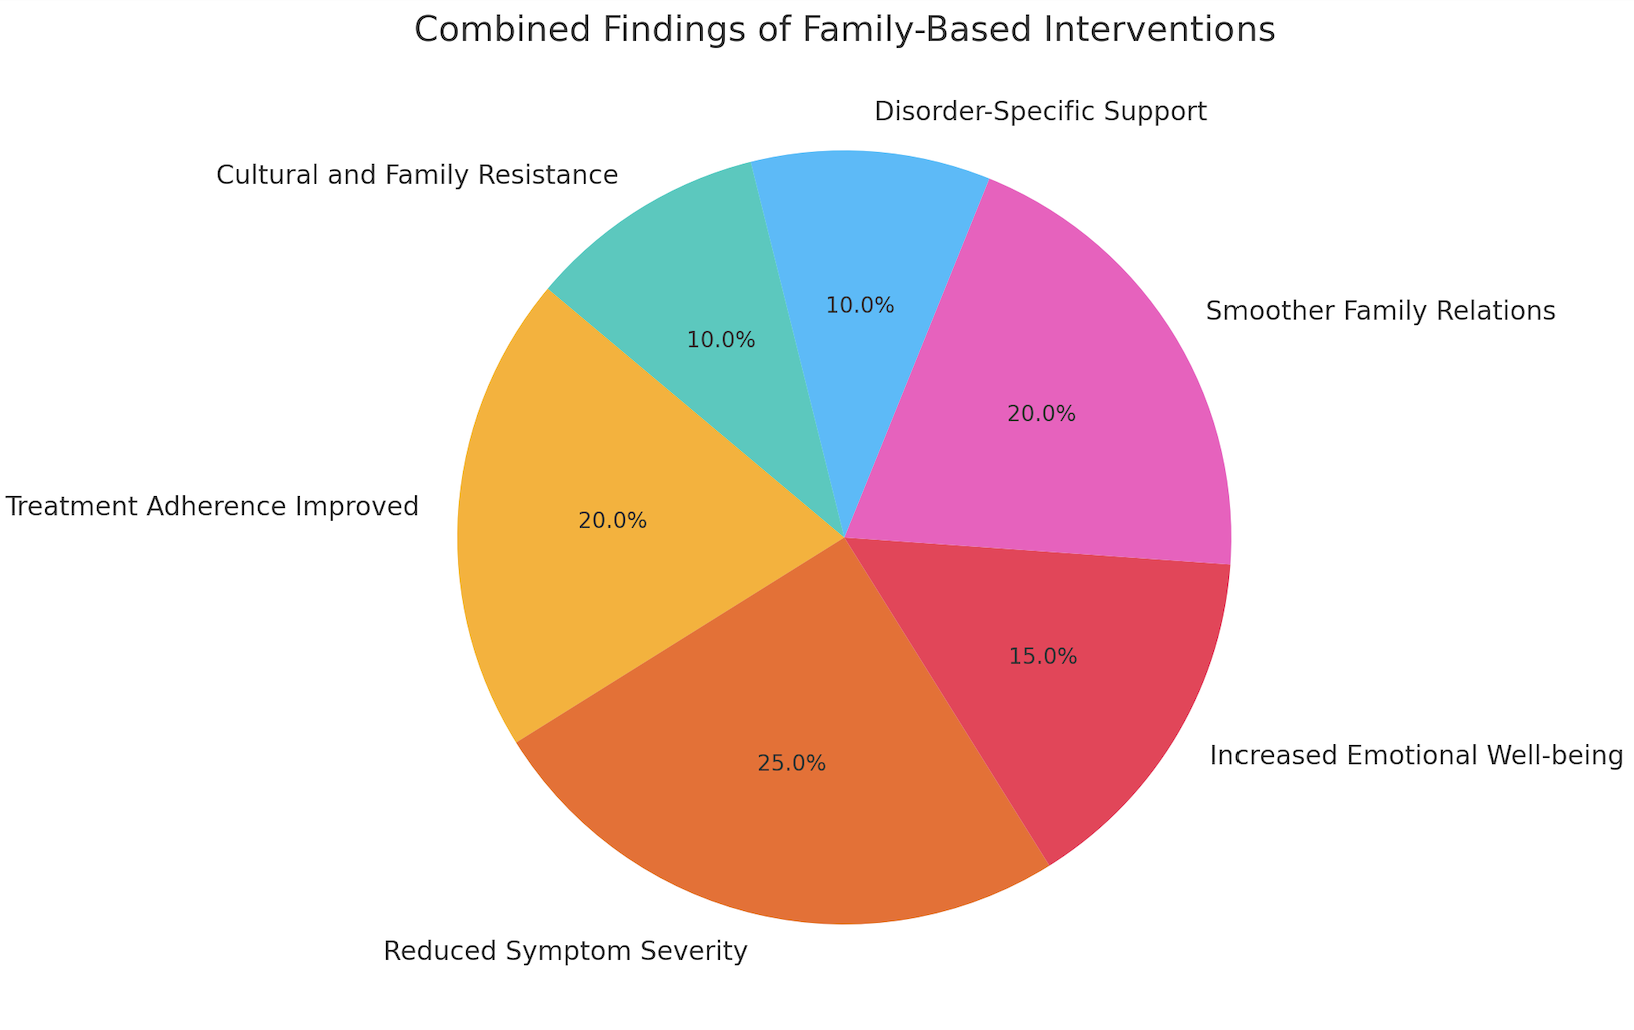 Combined Findings of Family-Based Interventions
Disorder-Specific Support
Cultural and Family Resistance
Smoother Family Relations
10.0%
10.0%
20.0%
Treatment Adherence Improved
20.0%
15.0%
Increased Emotional Well-being
25.0%
Reduced Symptom Severity